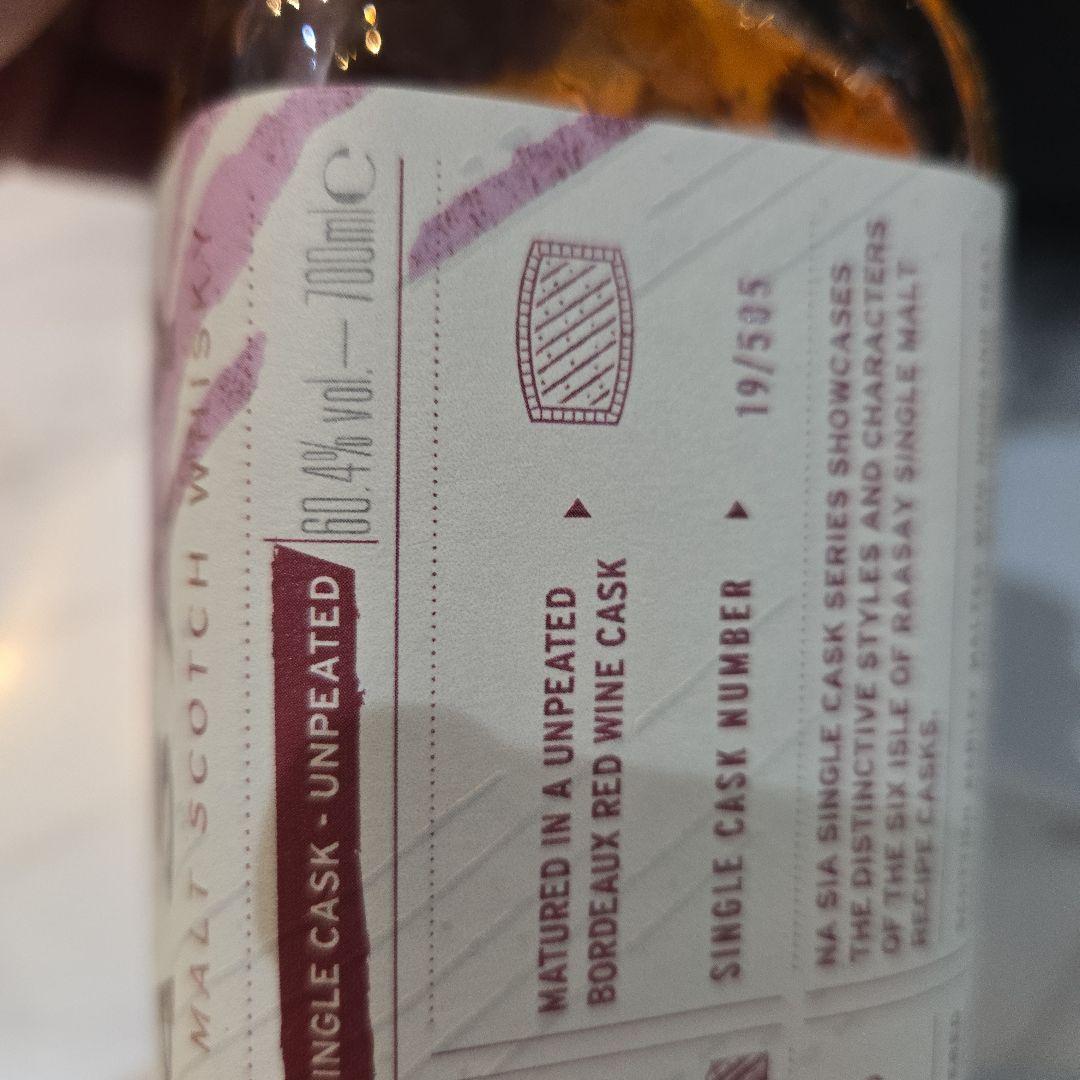 MALT SCOTCH WHISKY
INGLE CASK - UNPEATED
60.4% vol. — 700ml C
MATURED IN A UNPEATED
BORDEAUX RED WINE CASK
SINGLE CASK NUMBER 19/505
NA SIA SINGLE CASK SERIES SHOWCASES
THE DISTINCTIVE STYLES AND CHARACTERS
OF THE SIX ISLE OF RAASAY SINGLE MALT
RECIPE CASKS.